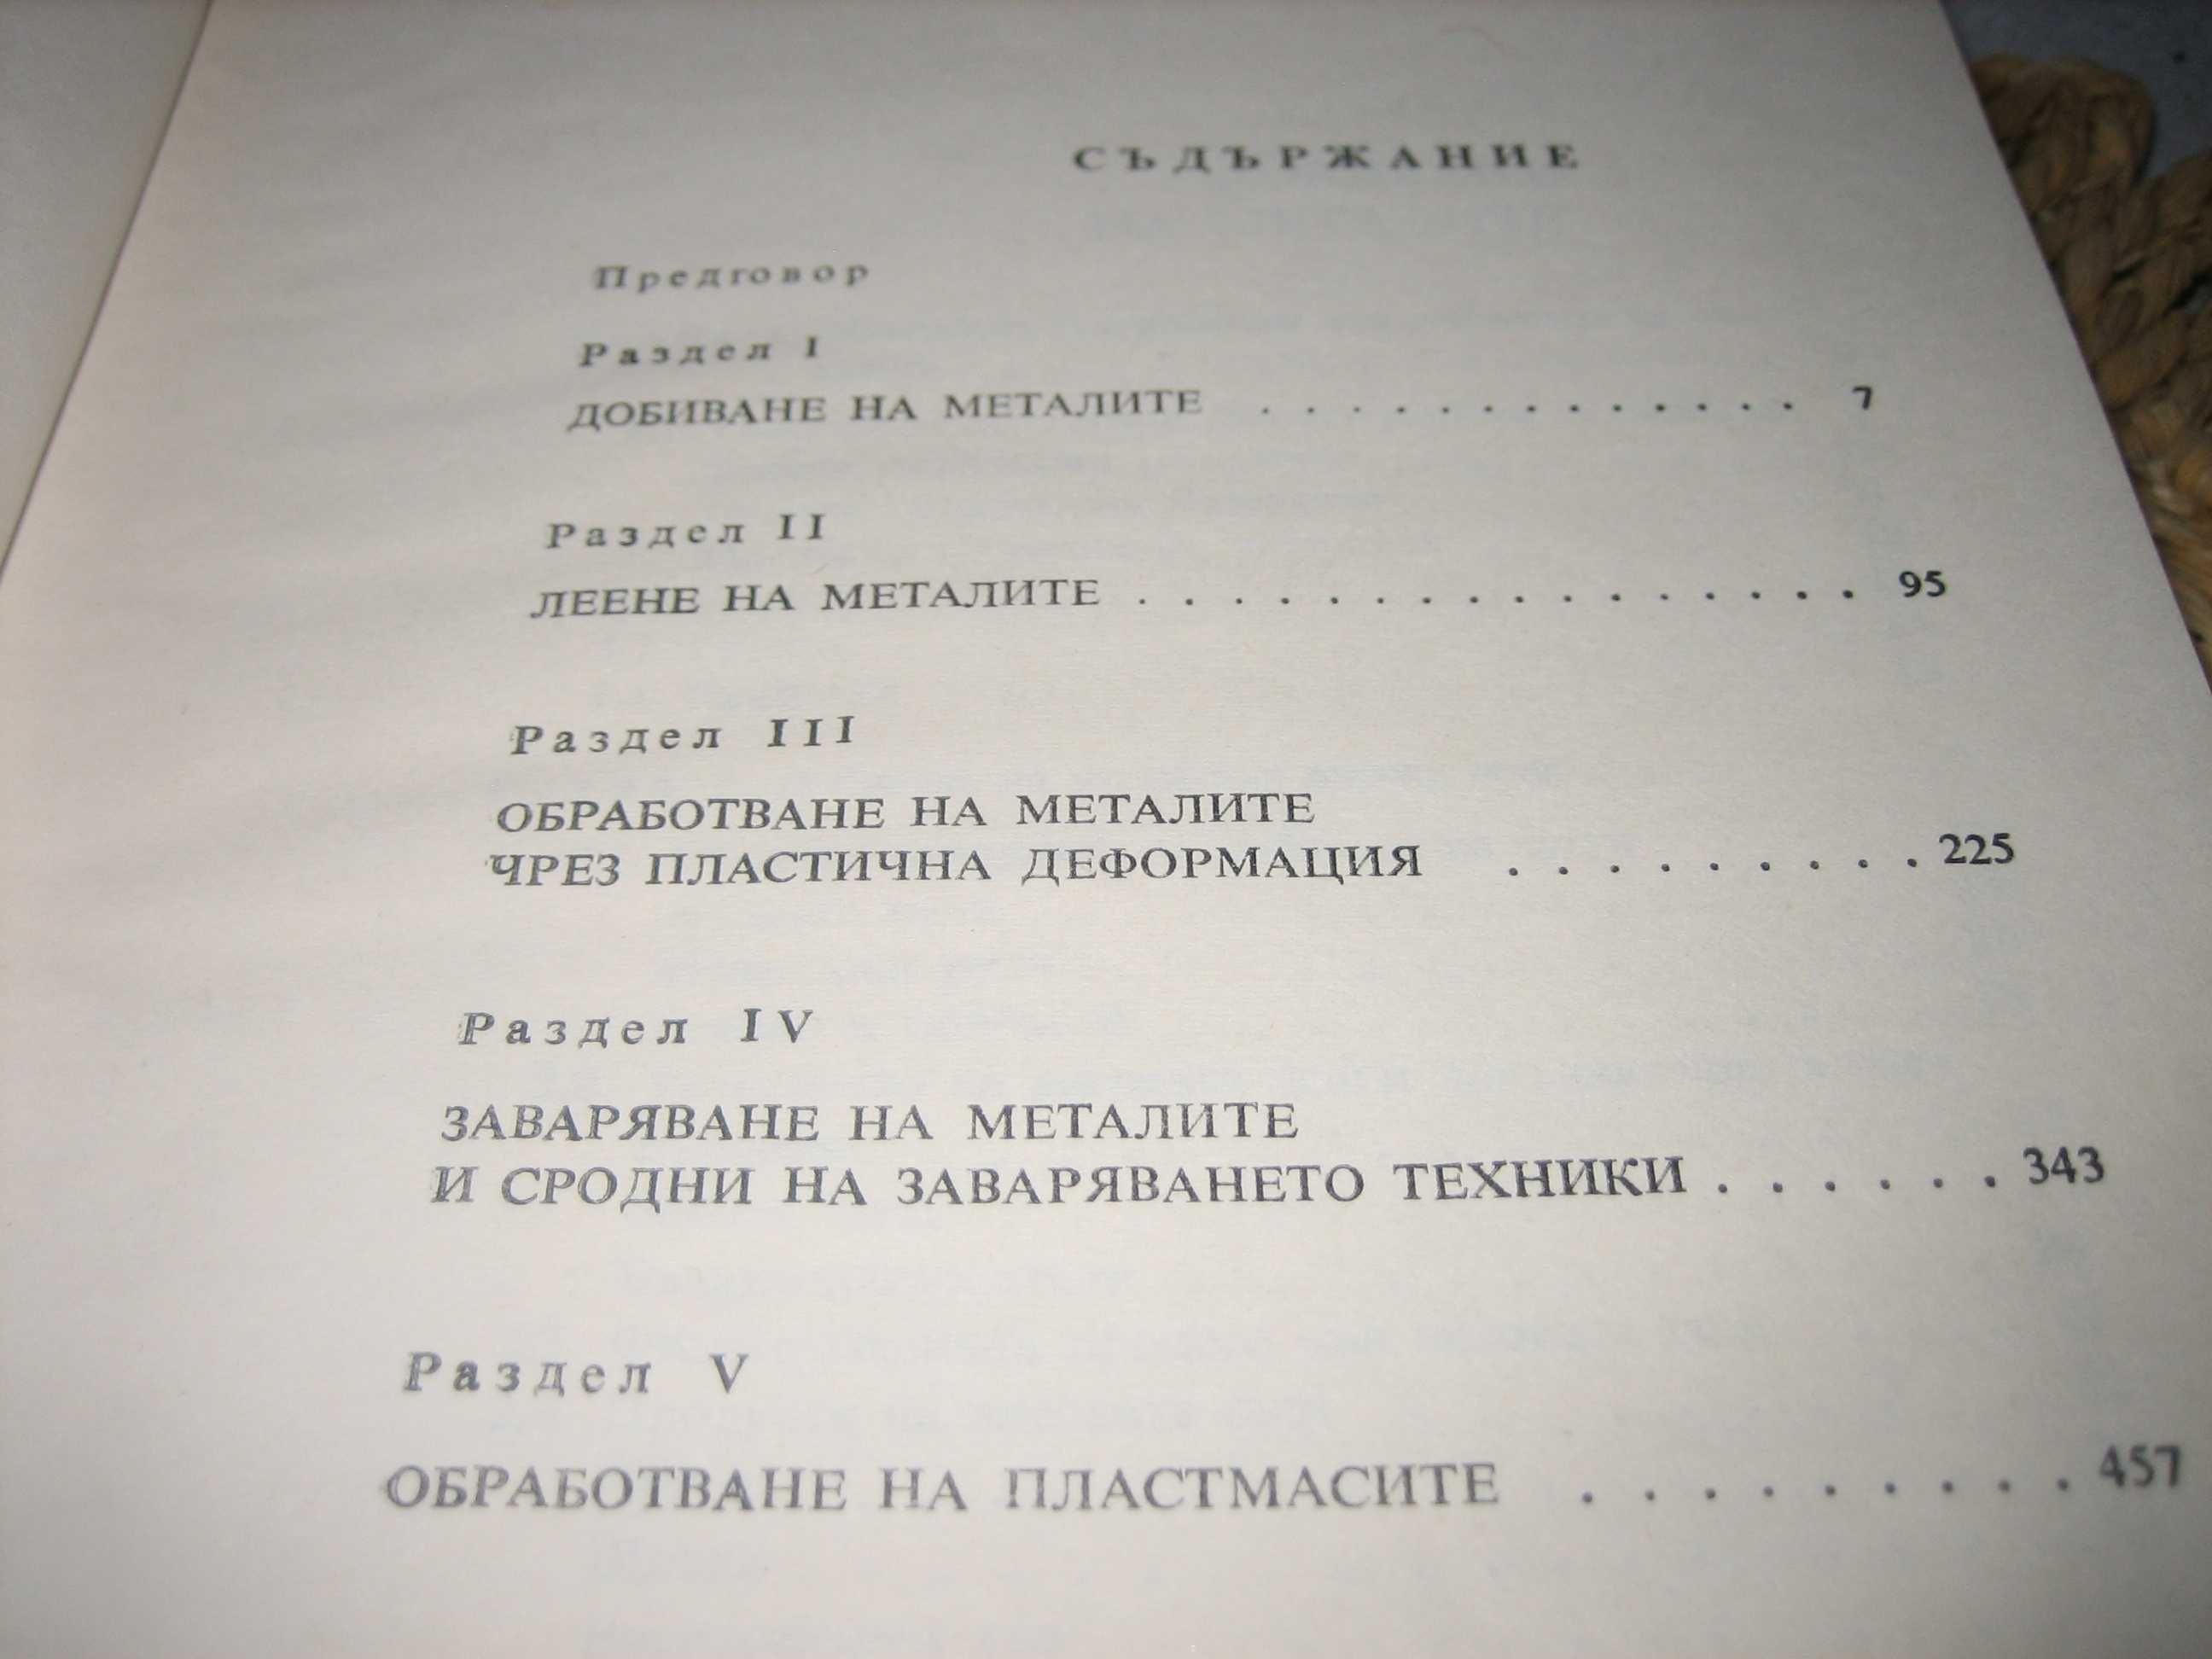 СЪДЪРЖАНИЕ
Предговор
Раздел I
ДОБИВАНЕ НА МЕТАЛИТЕ . . . . . . . . . . . . . . 7
Раздел II
ЛЕЕНЕ НА МЕТАЛИТЕ . . . . . . . . . . . . . . . . 95
Раздел III
ОБРАБОТВАНЕ НА МЕТАЛИТЕ
ЧРЕЗ ПЛАСТИЧНА ДЕФОРМАЦИЯ . . . . . . . . . 225
Раздел IV
ЗАВАРЯВАНЕ НА МЕТАЛИТЕ
И СРОДНИ НА ЗАВАРЯВАНЕТО ТЕХНИКИ . . . . . . 343
Раздел V
ОБРАБОТВАНЕ НА ПЛАСТМАСИТЕ . . . . . . . . . 457